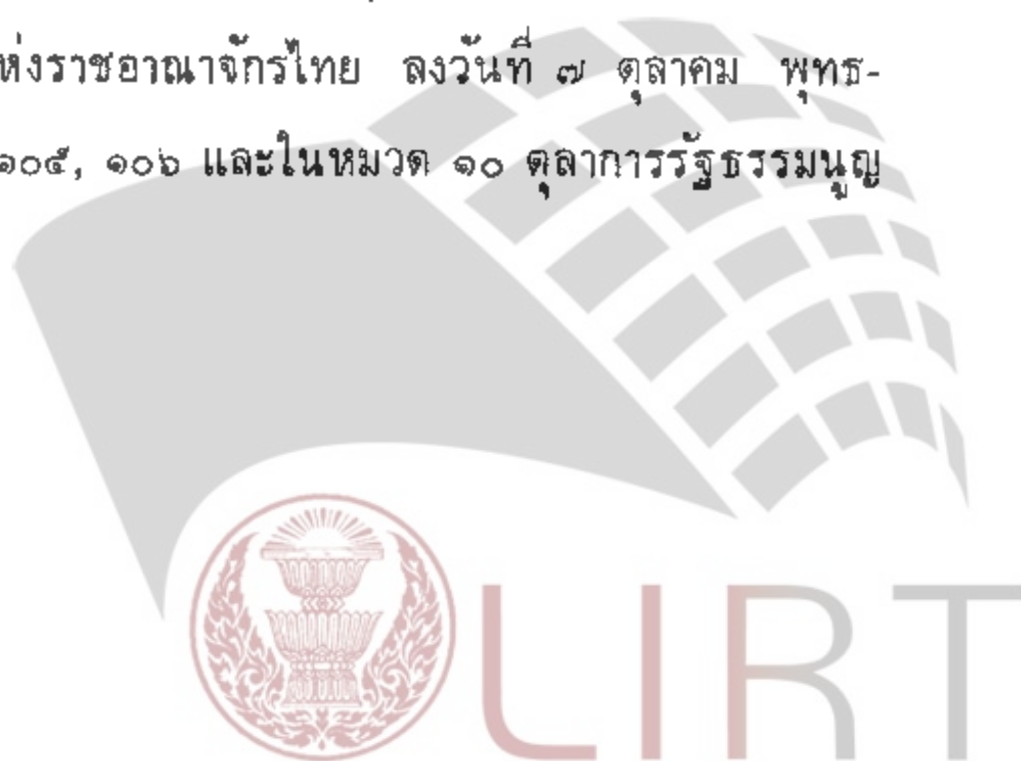 ห่งราชอาณาจักรไทย ลงวันที่ ๗ ตุลาคม พุทธ-
๑๐๕, ๑๐๖ และในหมวด ๑๐ ตุลาการรัฐธรรมนูญ
LIRT